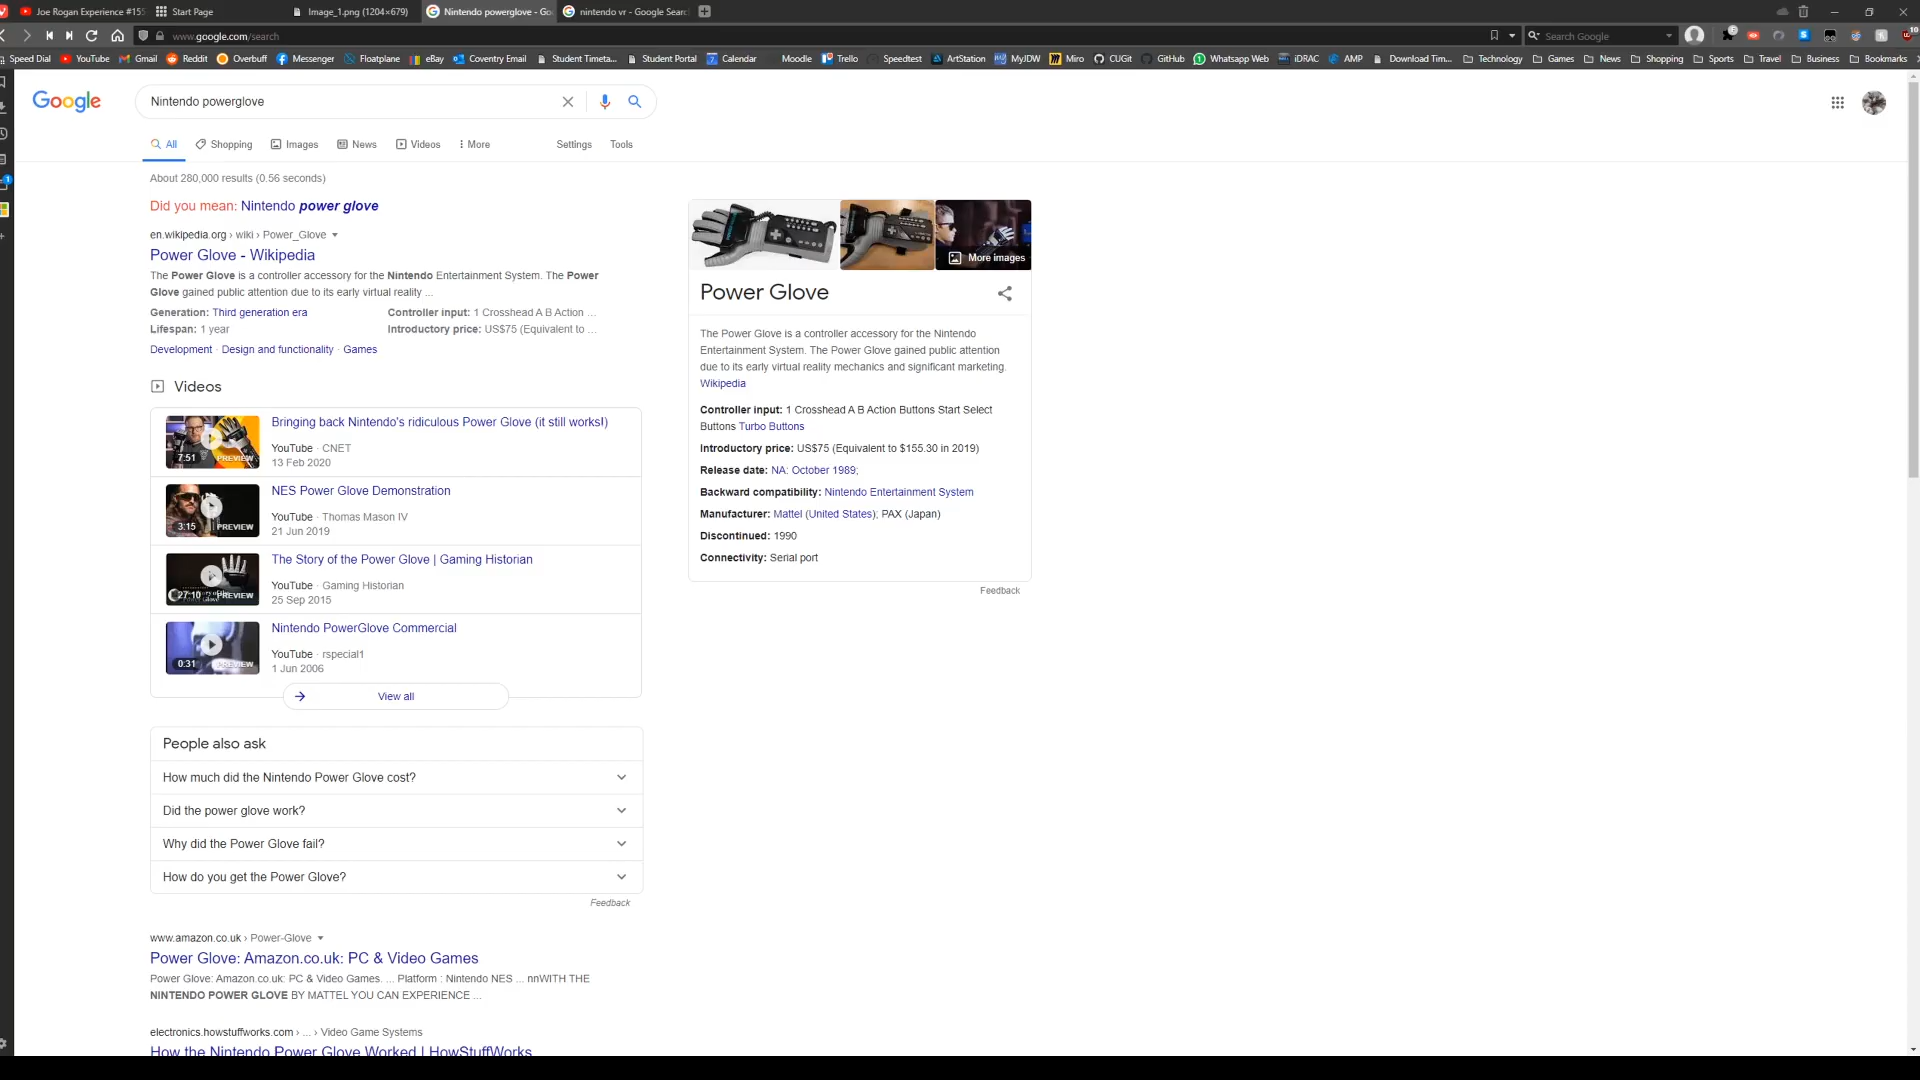 Joe Rogan Experience #155
Start Page
Image_1.png (1204×679)
Nintendo powerglove - Go
nintendo vr - Google Searc
www.google.com/search
Search Google
Speed Dial
YouTube
Gmail
Reddit
Overbuff
Messenger
Floatplane
eBay
Coventry Email
Student Timeta...
Student Portal
Calendar
Moodle
Trello
Speedtest
ArtStation
MyJDW
Miro
CUGit
GitHub
Whatsapp Web
iDRAC
AMP
Download Tim...
Technology
Games
News
Shopping
Sports
Travel
Business
Bookmarks
Google
Nintendo powerglove
All
Shopping
Images
News
Videos
More
Settings
Tools
About 280,000 results (0.56 seconds)
Did you mean: Nintendo power glove
en.wikipedia.org › wiki › Power_Glove
Power Glove - Wikipedia
The Power Glove is a controller accessory for the Nintendo Entertainment System. The Power
Glove gained public attention due to its early virtual reality ...
Generation: Third generation era
Controller input: 1 Crosshead A B Action ...
Lifespan: 1 year
Introductory price: US$75 (Equivalent to ...
Development · Design and functionality · Games
Videos
7:51
PREVIEW
Bringing back Nintendo's ridiculous Power Glove (it still works!)
YouTube · CNET
13 Feb 2020
3:15
PREVIEW
NES Power Glove Demonstration
YouTube · Thomas Mason IV
21 Jun 2019
27:10
PREVIEW
The Story of the Power Glove | Gaming Historian
YouTube · Gaming Historian
25 Sep 2015
0:31
PREVIEW
Nintendo PowerGlove Commercial
YouTube · rspecial1
1 Jun 2006
View all
People also ask
How much did the Nintendo Power Glove cost?
Did the power glove work?
Why did the Power Glove fail?
How do you get the Power Glove?
Feedback
www.amazon.co.uk › Power-Glove
Power Glove: Amazon.co.uk: PC & Video Games
Power Glove: Amazon.co.uk: PC & Video Games. ... Platform : Nintendo NES ... nnWITH THE
NINTENDO POWER GLOVE BY MATTEL YOU CAN EXPERIENCE ...
electronics.howstuffworks.com › ... › Video Game Systems
How the Nintendo Power Glove Worked | HowStuffWorks
More images
Power Glove
The Power Glove is a controller accessory for the Nintendo
Entertainment System. The Power Glove gained public attention
due to its early virtual reality mechanics and significant marketing.
Wikipedia
Controller input: 1 Crosshead A B Action Buttons Start Select
Buttons Turbo Buttons
Introductory price: US$75 (Equivalent to $155.30 in 2019)
Release date: NA: October 1989;
Backward compatibility: Nintendo Entertainment System
Manufacturer: Mattel (United States); PAX (Japan)
Discontinued: 1990
Connectivity: Serial port
Feedback